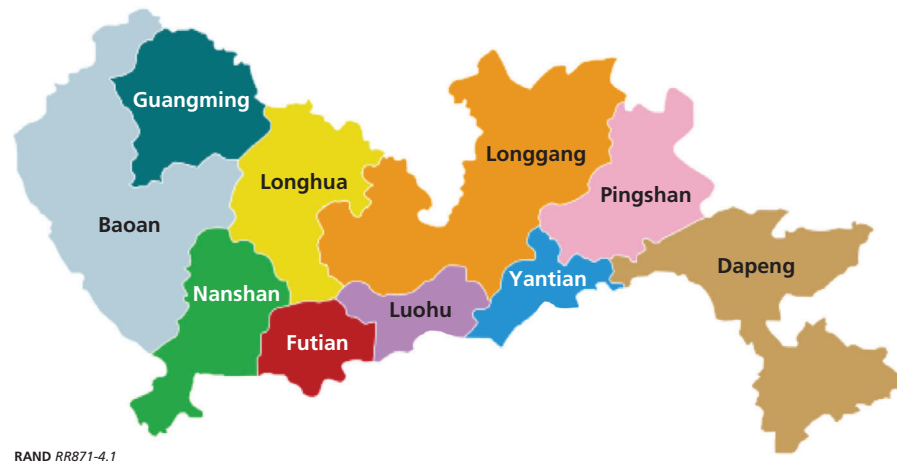 Guangming
Longgang
Longhua
Pingshan
Baoan
Dapeng
Yantian
Nanshan
Luohu
Futian
RAND RR871-4.1